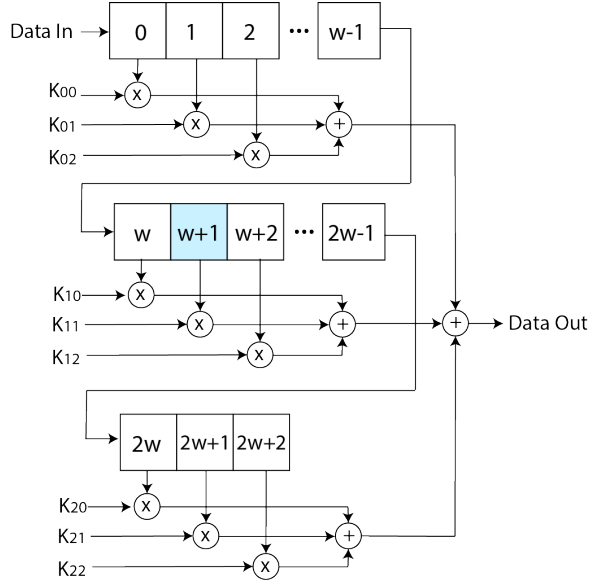 Data In 0 1 2 ••• w-1
K00 x
K01 x +
K02 x
w w+1 w+2 ••• 2w-1
K10 x
K11 x + + Data Out
K12 x
2w 2w+1 2w+2
K20 x
K21 x +
K22 x